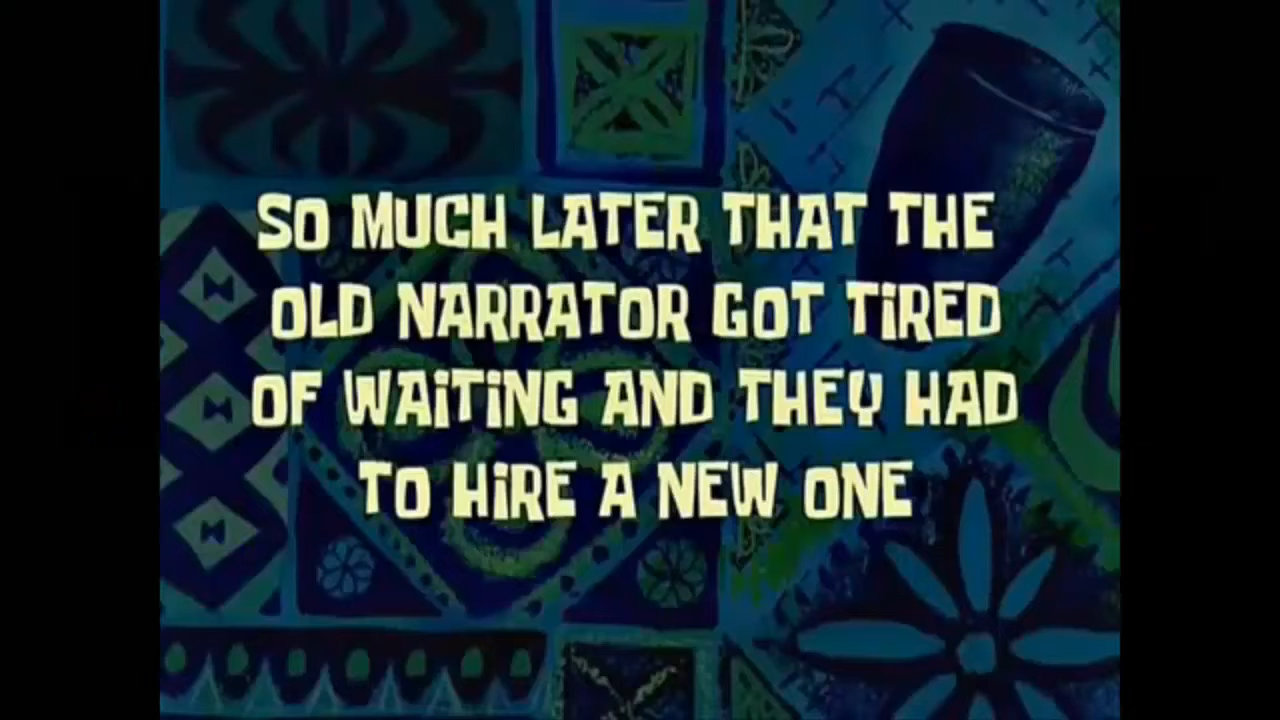 SO MUCH LATER THAT THE
OLD NARRATOR GOT TIRED
OF WAITING AND THEY HAD
TO HIRE A NEW ONE